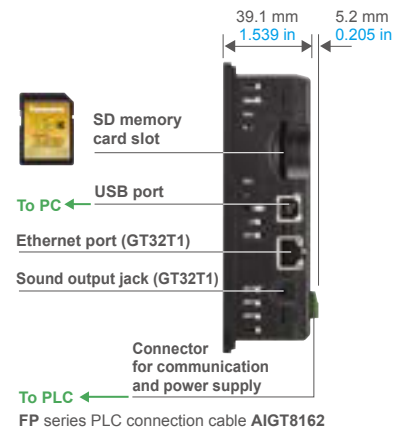 39.1 mm 5.2 mm
1.539 in 0.205 in
SD memory
card slot
USB port
To PC
Ethernet port (GT32T1)
Sound output jack (GT32T1)
Connector
for communication
and power supply
To PLC
FP series PLC connection cable AIGT8162